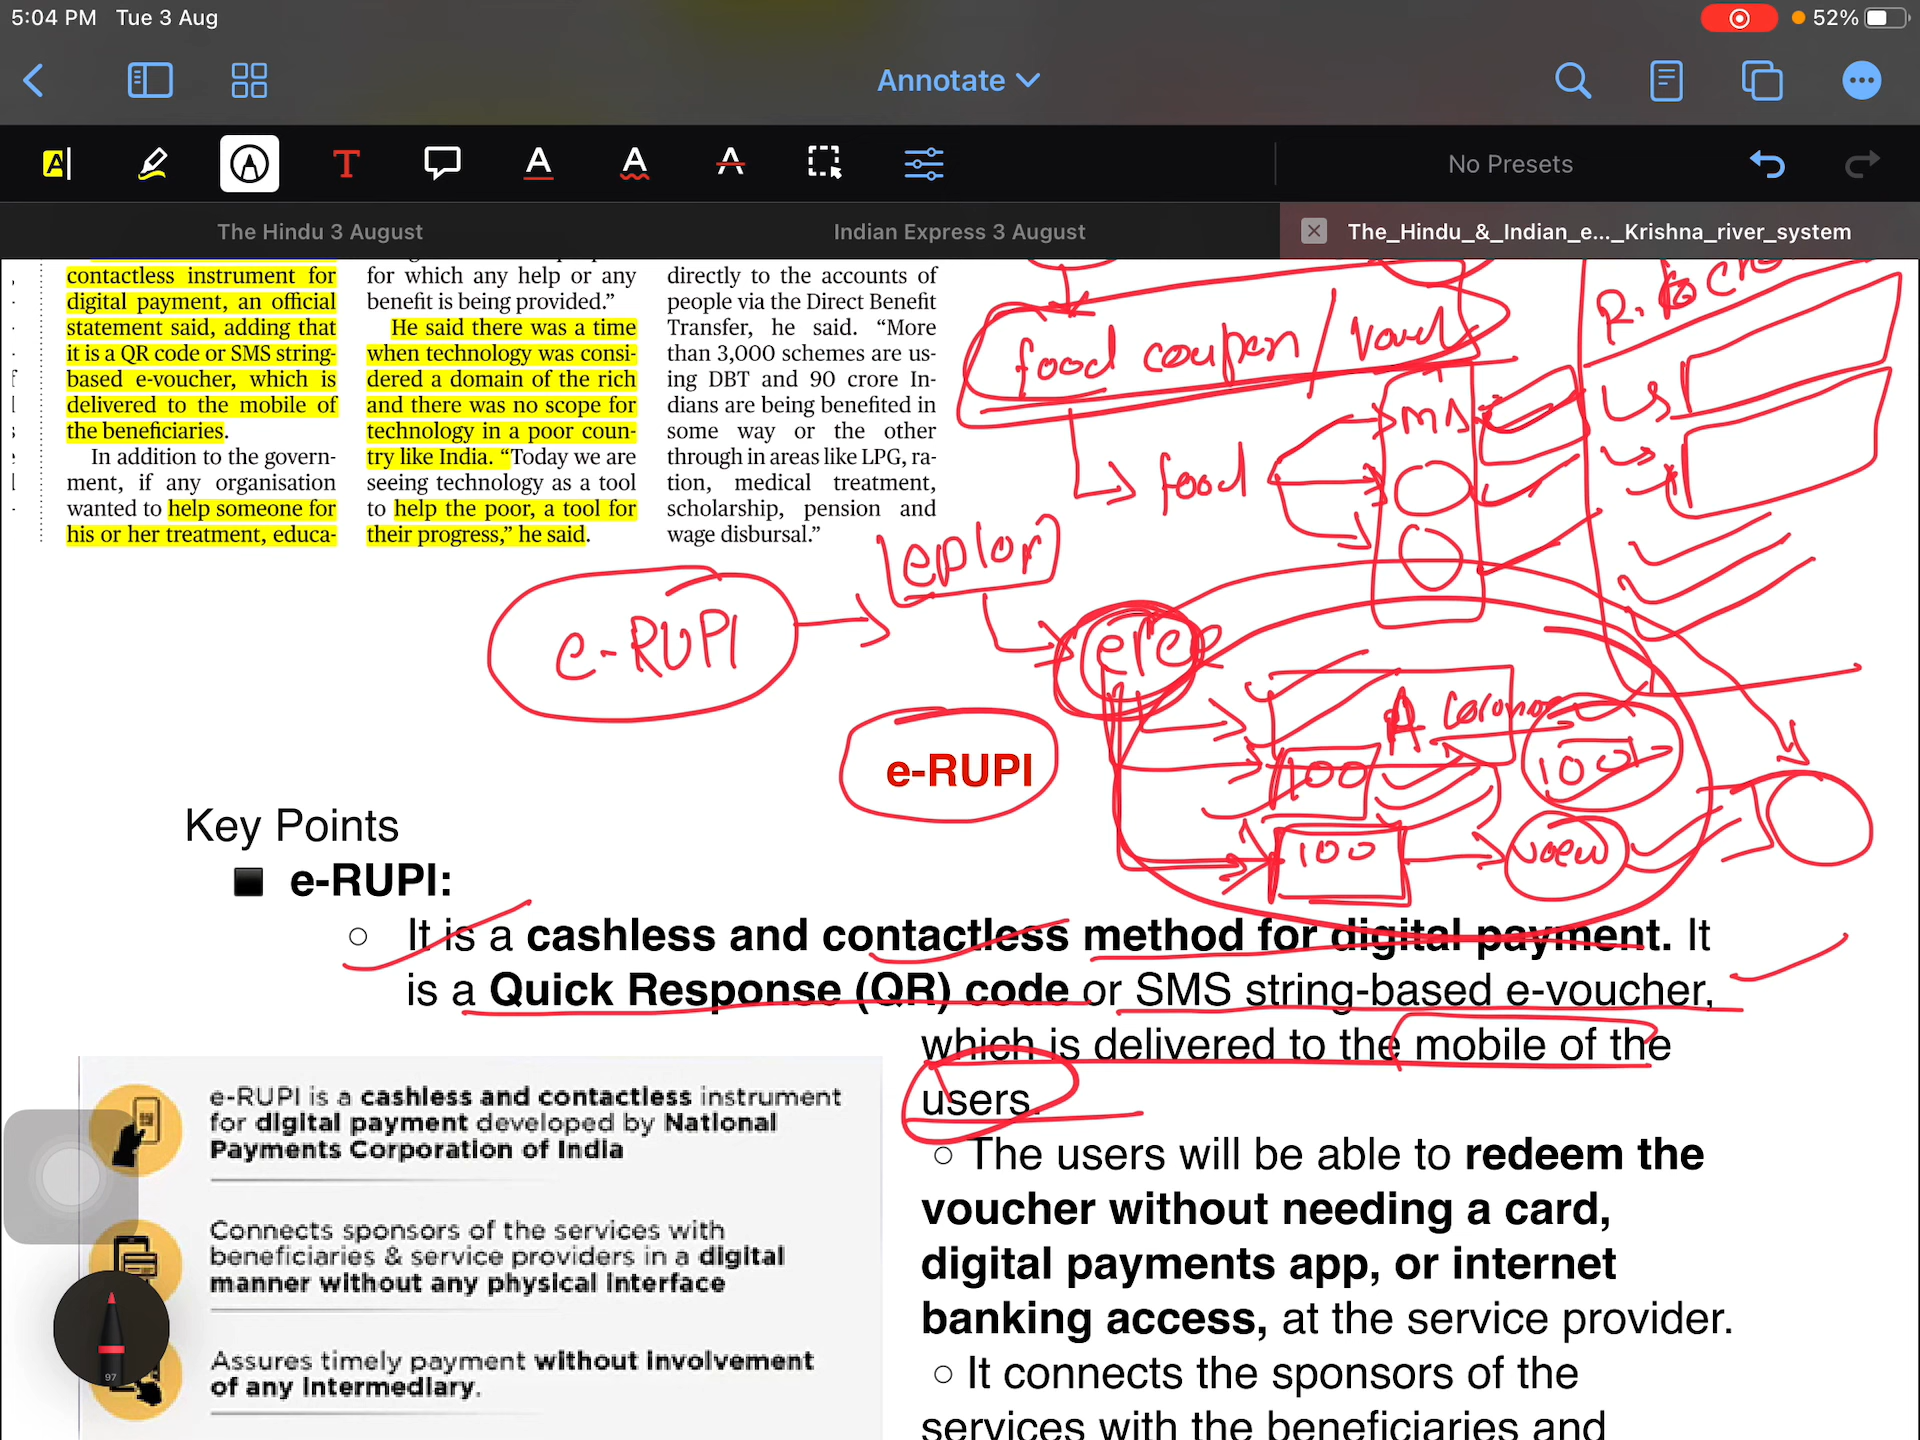 5:04 PM Tue 3 Aug
52%
Annotate
A
T
A
A
A
No Presets
The Hindu 3 August
Indian Express 3 August
The_Hindu_&_Indian_e..._Krishna_river_system
contactless instrument for
digital payment, an official
statement said, adding that
it is a QR code or SMS string-
based e-voucher, which is
delivered to the mobile of
the beneficiaries.
In addition to the govern-
ment, if any organisation
wanted to help someone for
his or her treatment, educa-
for which any help or any
benefit is being provided.”
He said there was a time
when technology was consi-
dered a domain of the rich
and there was no scope for
technology in a poor coun-
try like India. “Today we are
seeing technology as a tool
to help the poor, a tool for
their progress,” he said.
directly to the accounts of
people via the Direct Benefit
Transfer, he said. “More
than 3,000 schemes are us-
ing DBT and 90 crore In-
dians are being benefited in
some way or the other
through in areas like LPG, ra-
tion, medical treatment,
scholarship, pension and
wage disbursal.”
food coupen /
food
e-RUPI
100
100
100
e-RUPI
Key Points
e-RUPI:
It is a cashless and contactless method for digital payment. It
is a Quick Response (QR) code or SMS string-based e-voucher,
which is delivered to the mobile of the
users.
The users will be able to redeem the
voucher without needing a card,
digital payments app, or internet
banking access, at the service provider.
It connects the sponsors of the
services with the beneficiaries and
e-RUPI is a cashless and contactless instrument
for digital payment developed by National
Payments Corporation of India
Connects sponsors of the services with
beneficiaries & service providers in a digital
manner without any physical interface
Assures timely payment without involvement
of any Intermediary.
97